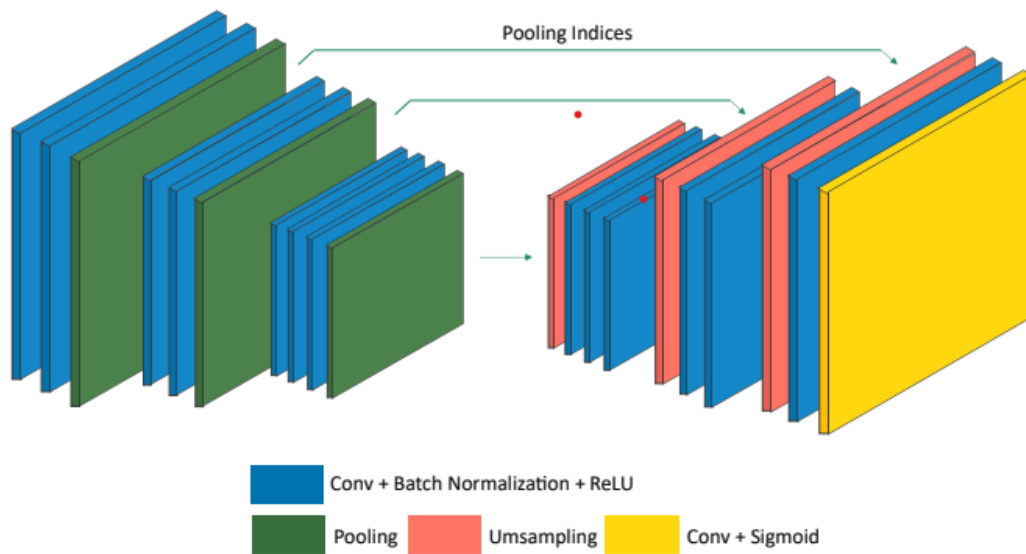 Pooling Indices
Conv + Batch Normalization + ReLU
Pooling
Umsampling
Conv + Sigmoid